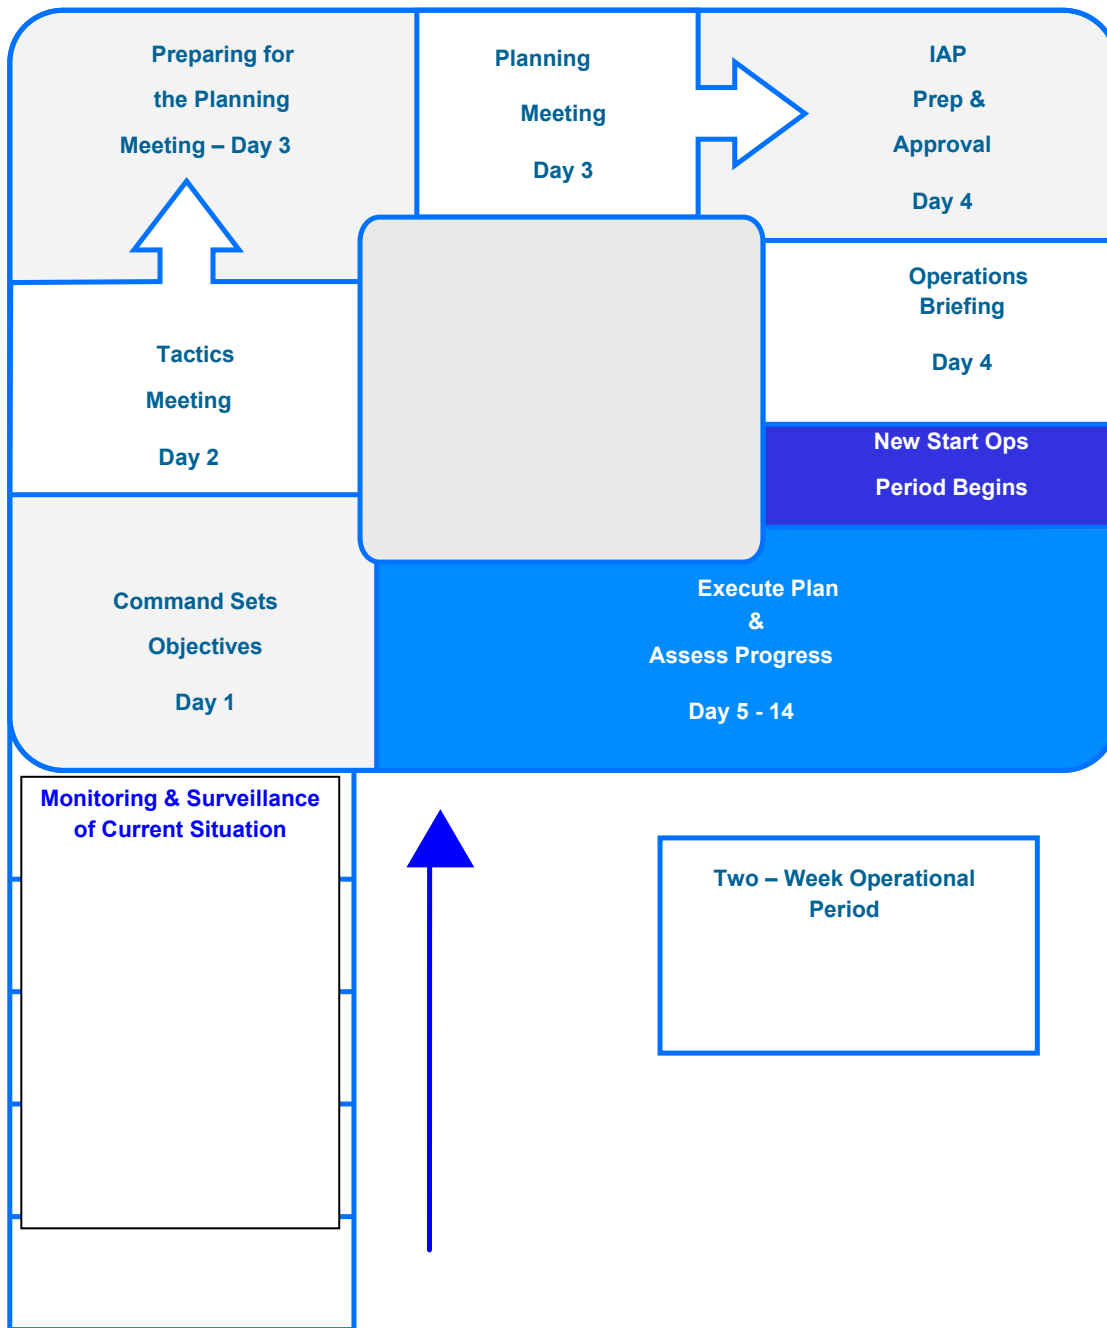 Preparing for
the Planning
Meeting – Day 3
Planning
Meeting
Day 3
IAP
Prep &
Approval
Day 4
Operations
Briefing
Day 4
Tactics
Meeting
Day 2
New Start Ops
Period Begins
Command Sets
Objectives
Day 1
Execute Plan
&
Assess Progress
Day 5 - 14
Monitoring & Surveillance
of Current Situation
Two – Week Operational
Period